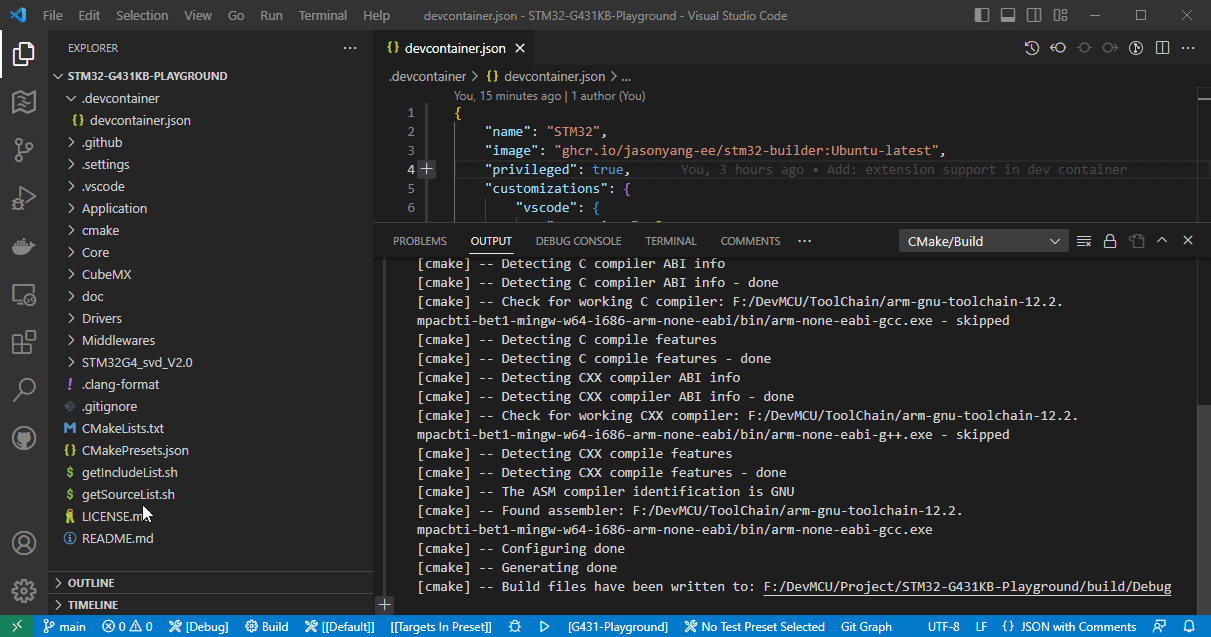 File Edit Selection View Go Run Terminal Help devcontainer.json - STM32-G431KB-Playground - Visual Studio Code
EXPLORER
STM32-G431KB-PLAYGROUND
.devcontainer
{} devcontainer.json
.github
.settings
.vscode
Application
cmake
Core
CubeMX
doc
Drivers
Middlewares
STM32G4_svd_V2.0
! .clang-format
.gitignore
M CMakeLists.txt
{} CMakePresets.json
$ getIncludeList.sh
$ getSourceList.sh
LICENSE.md
README.md
OUTLINE
TIMELINE
{} devcontainer.json
.devcontainer > {} devcontainer.json > ...
You, 15 minutes ago | 1 author (You)
1 {
2 "name": "STM32",
3 "image": "ghcr.io/jasonyang-ee/stm32-builder:Ubuntu-latest",
4 "privileged": true, You, 3 hours ago • Add: extension support in dev container
5 "customizations": {
6 "vscode": {
PROBLEMS OUTPUT DEBUG CONSOLE TERMINAL COMMENTS CMake/Build
[cmake] -- Detecting C compiler ABI info
[cmake] -- Detecting C compiler ABI info - done
[cmake] -- Check for working C compiler: F:/DevMCU/ToolChain/arm-gnu-toolchain-12.2.
mpacbti-bet1-mingw-w64-i686-arm-none-eabi/bin/arm-none-eabi-gcc.exe - skipped
[cmake] -- Detecting C compile features
[cmake] -- Detecting C compile features - done
[cmake] -- Detecting CXX compiler ABI info
[cmake] -- Detecting CXX compiler ABI info - done
[cmake] -- Check for working CXX compiler: F:/DevMCU/ToolChain/arm-gnu-toolchain-12.2.
mpacbti-bet1-mingw-w64-i686-arm-none-eabi/bin/arm-none-eabi-g++.exe - skipped
[cmake] -- Detecting CXX compile features
[cmake] -- Detecting CXX compile features - done
[cmake] -- The ASM compiler identification is GNU
[cmake] -- Found assembler: F:/DevMCU/ToolChain/arm-gnu-toolchain-12.2.
mpacbti-bet1-mingw-w64-i686-arm-none-eabi/bin/arm-none-eabi-gcc.exe
[cmake] -- Configuring done
[cmake] -- Generating done
[cmake] -- Build files have been written to: F:/DevMCU/Project/STM32-G431KB-Playground/build/Debug
main 0 0 [Debug] Build [[Default]] [[Targets In Preset]] [G431-Playground] No Test Preset Selected Git Graph UTF-8 LF {} JSON with Comments